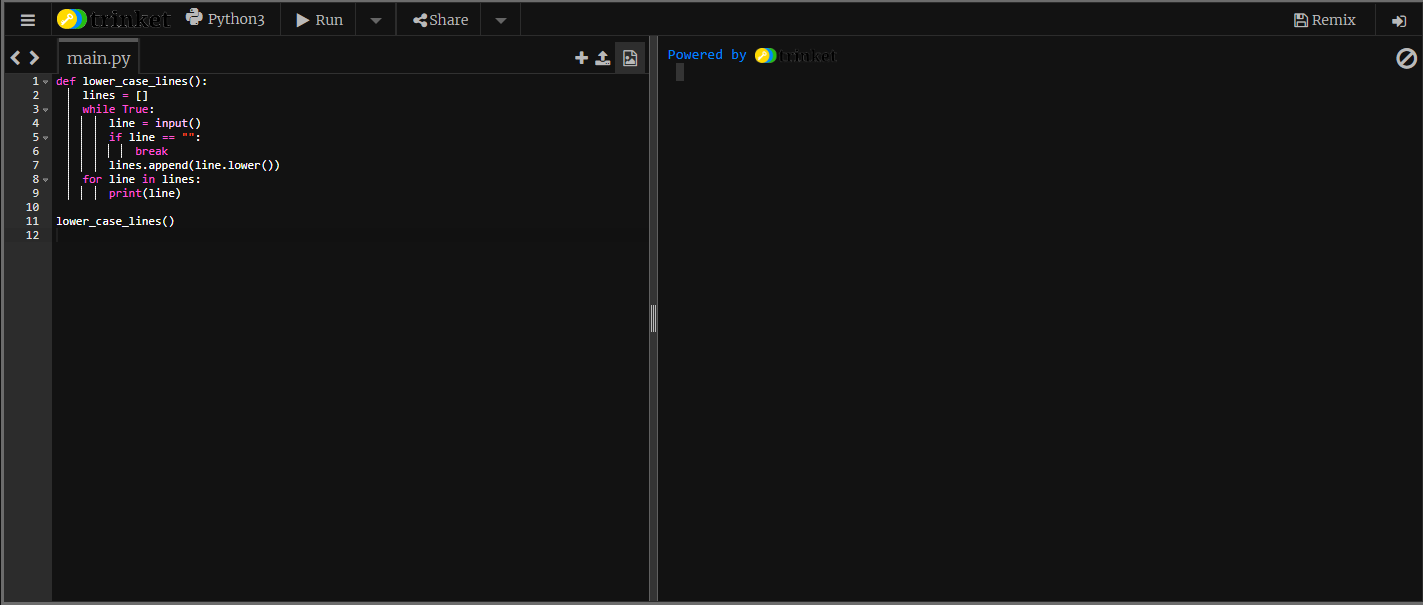 trinket Python3 Run Share Remix
main.py
1 def lower_case_lines():
2     lines = []
3     while True:
4         line = input()
5         if line == "":
6             break
7         lines.append(line.lower())
8     for line in lines:
9         print(line)
10
11 lower_case_lines()
12
Powered by trinket